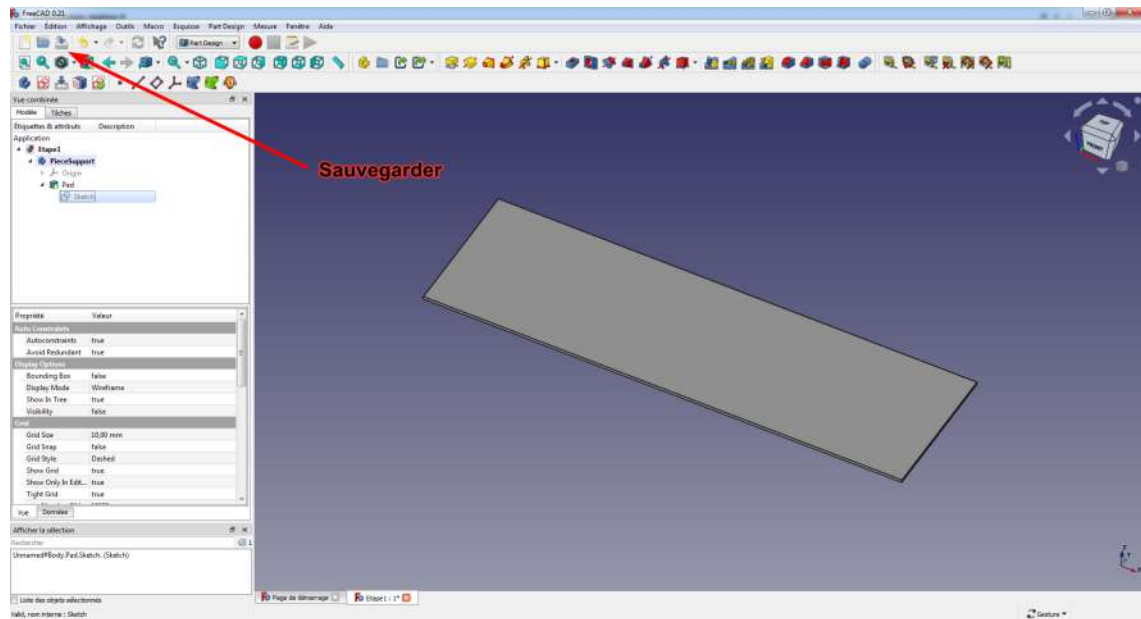 FreeCAD 0.21
Fichier Edition Affichage Outils Macro Esquisse Part Design Mesure Fenêtre Aide
Part Design
Sauvegarder
Vue combinée
Modèle Tâches
Étiquettes & attributs Description
Application
Etape1
PieceSupport
Origin
Pad
Sketch
Propriété Valeur
Auto Constraints
Autoconstraints true
Avoid Redundant true
Display Options
Bounding Box false
Display Mode Wireframe
Show In Tree true
Visibility false
Grid
Grid Size 10,00 mm
Grid Snap false
Grid Style Dashed
Show Grid true
Show Only In Edit... true
Tight Grid true
Vue Données
Afficher la sélection
Rechercher 1
Unnamed#Body.Pad.Sketch. (Sketch)
Liste des objets sélectionnés
Page de démarrage
Etape1 : 1*
Valid, nom interne : Sketch
Gesture
TOP
FRONT